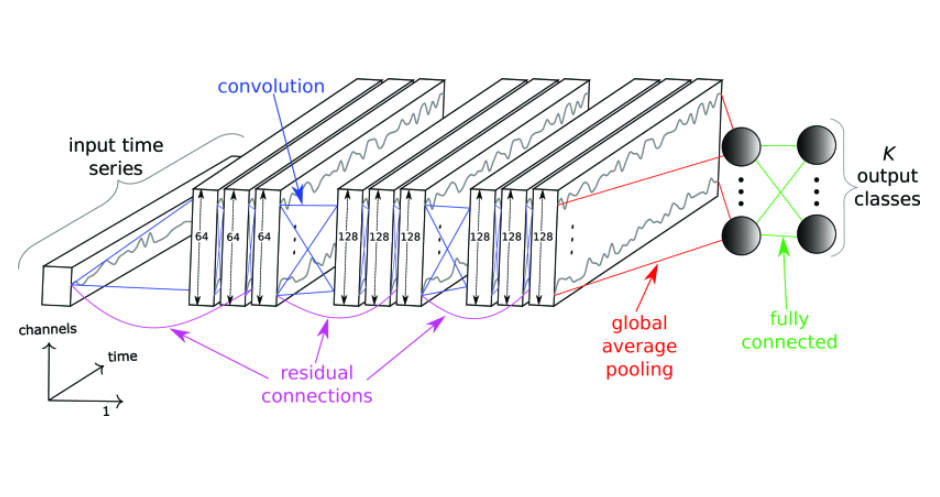 convolution
input time
series
64
64
64
128
128
128
128
128
128
K
output
classes
channels
time
1
residual
connections
global
average
pooling
fully
connected